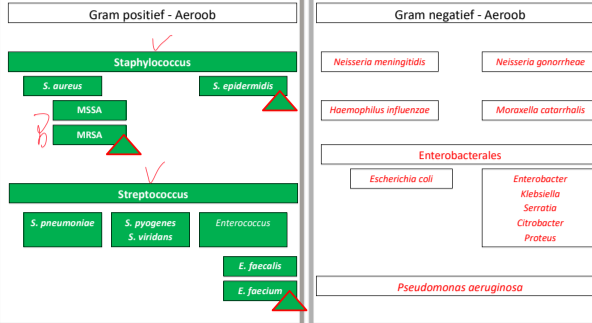 Gram positief - Aeroob
Staphylococcus
S. aureus
S. epidermidis
MSSA
MRSA
Streptococcus
S. pneumoniae
S. pyogenes
S. viridans
Enterococcus
E. faecalis
E. faecium
Gram negatief - Aeroob
Neisseria meningitidis
Neisseria gonorrheae
Haemophilus influenzae
Moraxella catarrhalis
Enterobacterales
Escherichia coli
Enterobacter
Klebsiella
Serratia
Citrobacter
Proteus
Pseudomonas aeruginosa